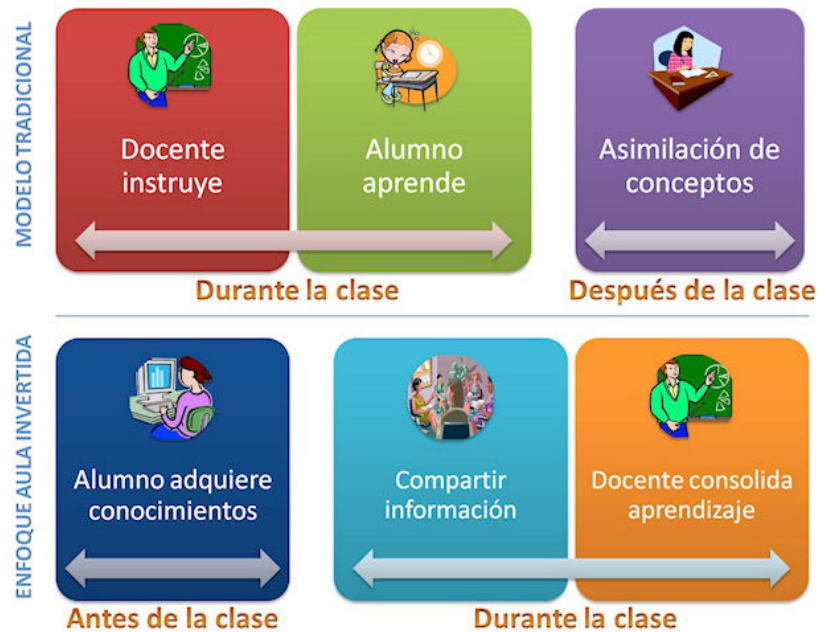 MODELO TRADICIONAL
Docente
instruye
Alumno
aprende
Asimilación de
conceptos
Durante la clase
Después de la clase
ENFOQUE AULA INVERTIDA
Alumno adquiere
conocimientos
Compartir
información
Docente consolida
aprendizaje
Antes de la clase
Durante la clase